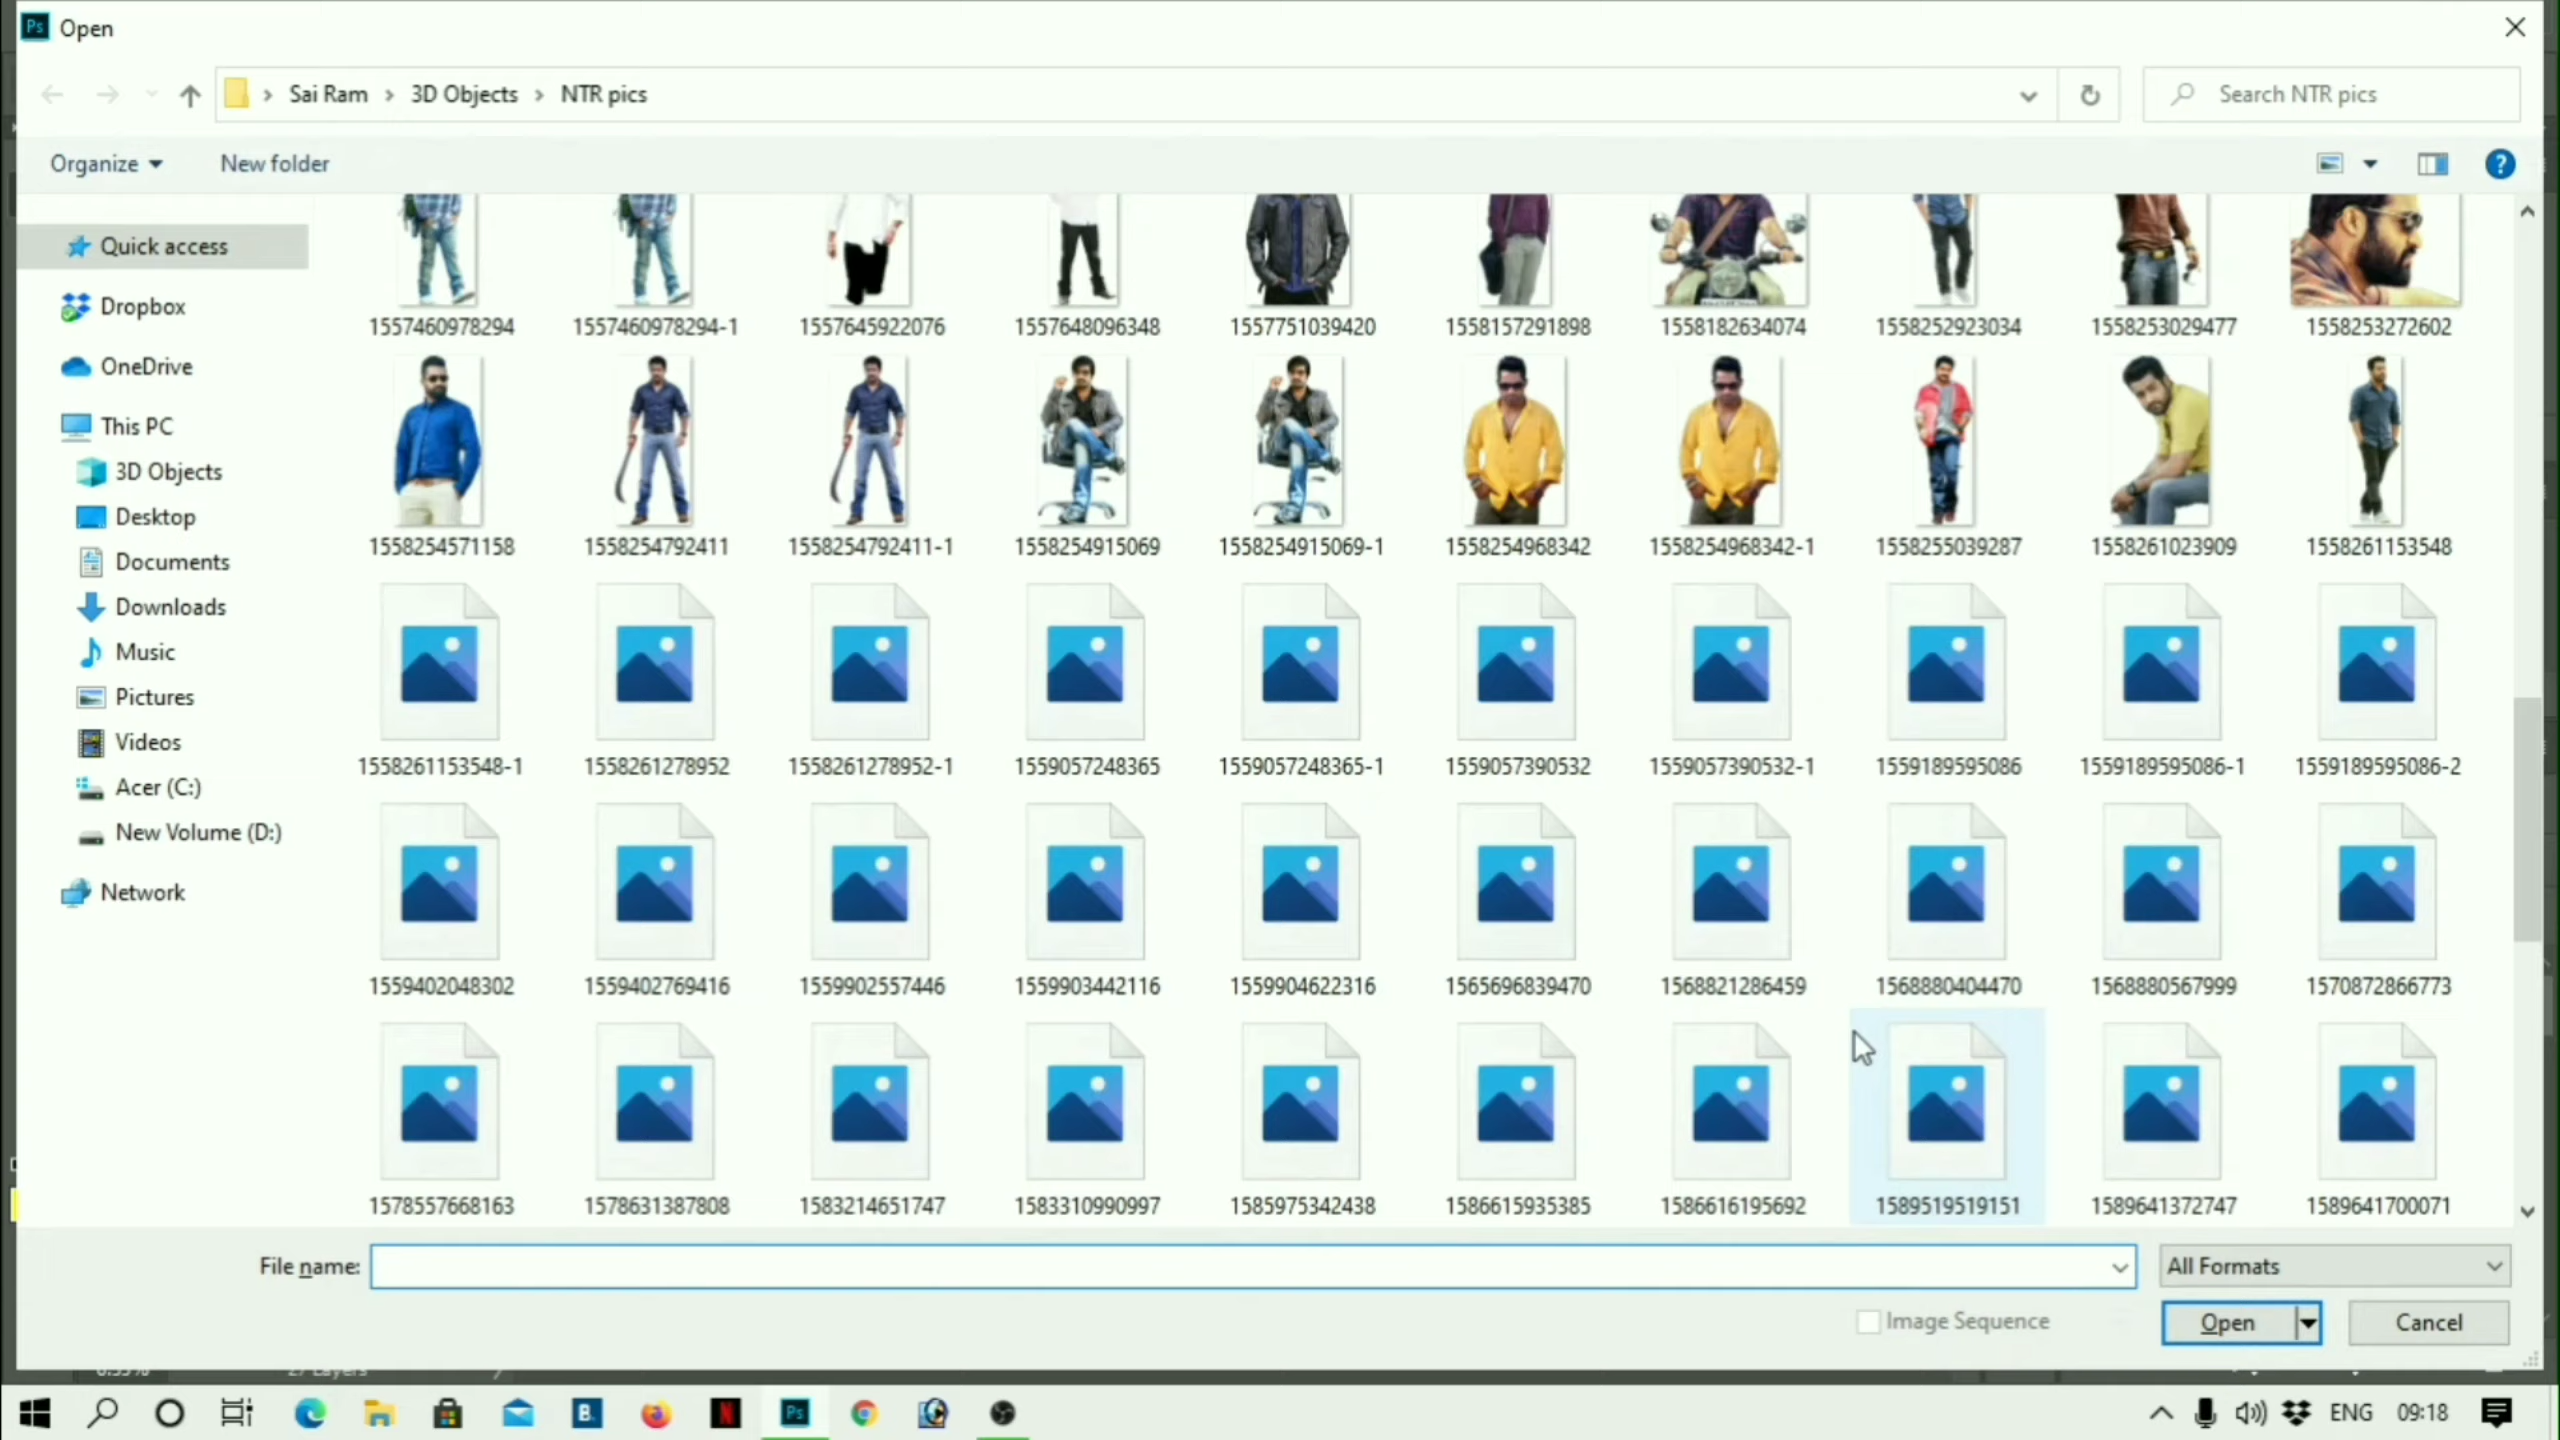 Ps Open
Sai Ram > 3D Objects > NTR pics
Search NTR pics
Organize
New folder
Quick access
Dropbox
OneDrive
This PC
3D Objects
Desktop
Documents
Downloads
Music
Pictures
Videos
Acer (C:)
New Volume (D:)
Network
1557460978294 1557460978294-1 1557645922076 1557648096348 1557751039420 1558157291898 1558182634074 1558252923034 1558253029477 1558253272602
1558254571158 1558254792411 1558254792411-1 1558254915069 1558254915069-1 1558254968342 1558254968342-1 1558255039287 1558261023909 1558261153548
1558261153548-1 1558261278952 1558261278952-1 1559057248365 1559057248365-1 1559057390532 1559057390532-1 1559189595086 1559189595086-1 1559189595086-2
1559402048302 1559402769416 1559902557446 1559903442116 1559904622316 1565696839470 1568821286459 1568880404470 1568880567999 1570872866773
1578557668163 1578631387808 1583214651747 1583310990997 1585975342438 1586615935385 1586616195692 1589519519151 1589641372747 1589641700071
File name:
All Formats
Image Sequence
Open
Cancel
B. N Ps ENG 09:18